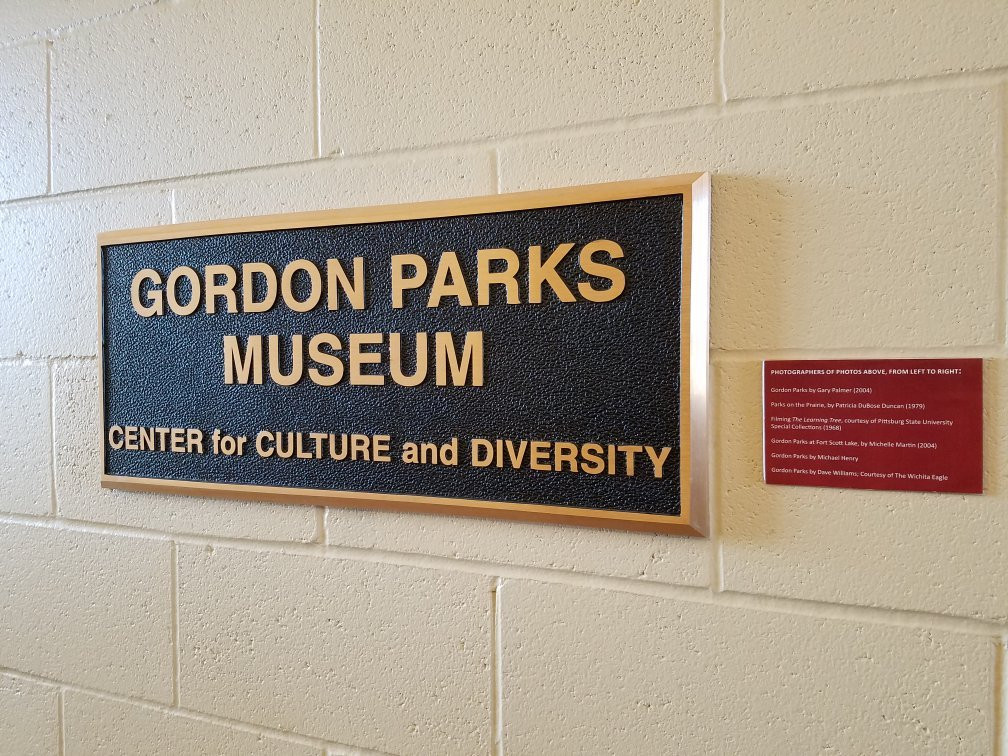 GORDON PARKS
MUSEUM
CENTER for CULTURE and DIVERSITY
PHOTOGRAPHERS OF PHOTOS ABOVE, FROM LEFT TO RIGHT:
Gordon Parks by Gary Palmer (2004)
Parks on the Prairie, by Patricia DuBose Duncan (1979)
Filming The Learning Tree, courtesy of Pittsburg State University
Special Collections (1968)
Gordon Parks at Fort Scott Lake, by Michelle Martin (2004)
Gordon Parks by Michael Henry
Gordon Parks by Dave Williams; Courtesy of The Wichita Eagle